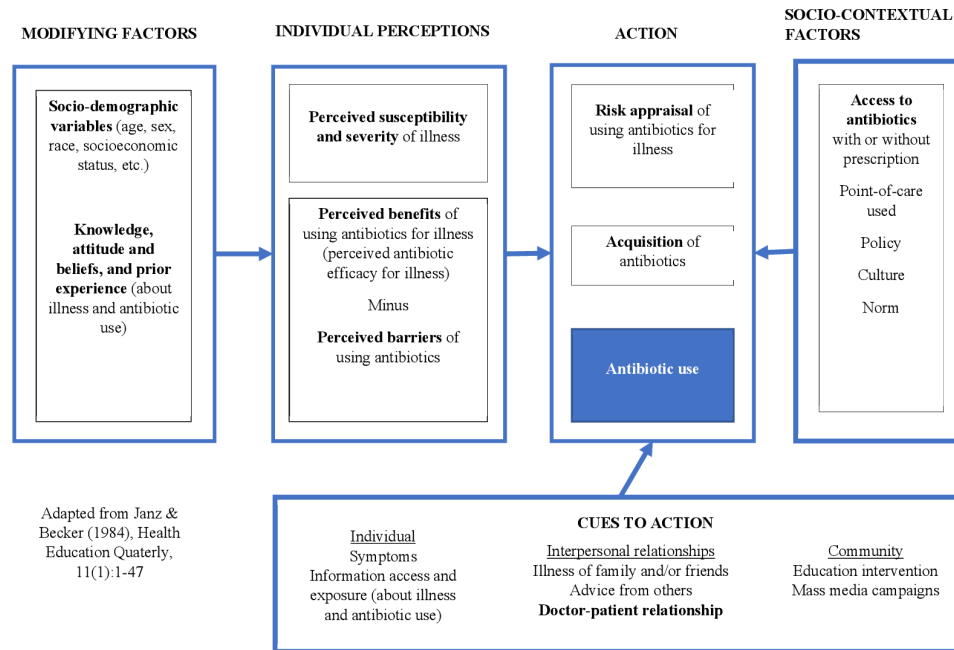 MODIFYING FACTORS
Socio-demographic
variables (age, sex,
race, socioeconomic
status, etc.)
Knowledge,
attitude and
beliefs, and prior
experience (about
illness and antibiotic
use)
INDIVIDUAL PERCEPTIONS
Perceived susceptibility
and severity of illness
Perceived benefits of
using antibiotics for illness
(perceived antibiotic
efficacy for illness)
Minus
Perceived barriers of
using antibiotics
ACTION
Risk appraisal of
using antibiotics for
illness
Acquisition of
antibiotics
Antibiotic use
SOCIO-CONTEXTUAL
FACTORS
Access to
antibiotics
with or without
prescription
Point-of-care
used
Policy
Culture
Norm
Adapted from Janz &
Becker (1984), Health
Education Quaterly,
11(1):1-47
CUES TO ACTION
Individual
Symptoms
Information access and
exposure (about illness
and antibiotic use)
Interpersonal relationships
Illness of family and/or friends
Advice from others
Doctor-patient relationship
Community
Education intervention
Mass media campaigns